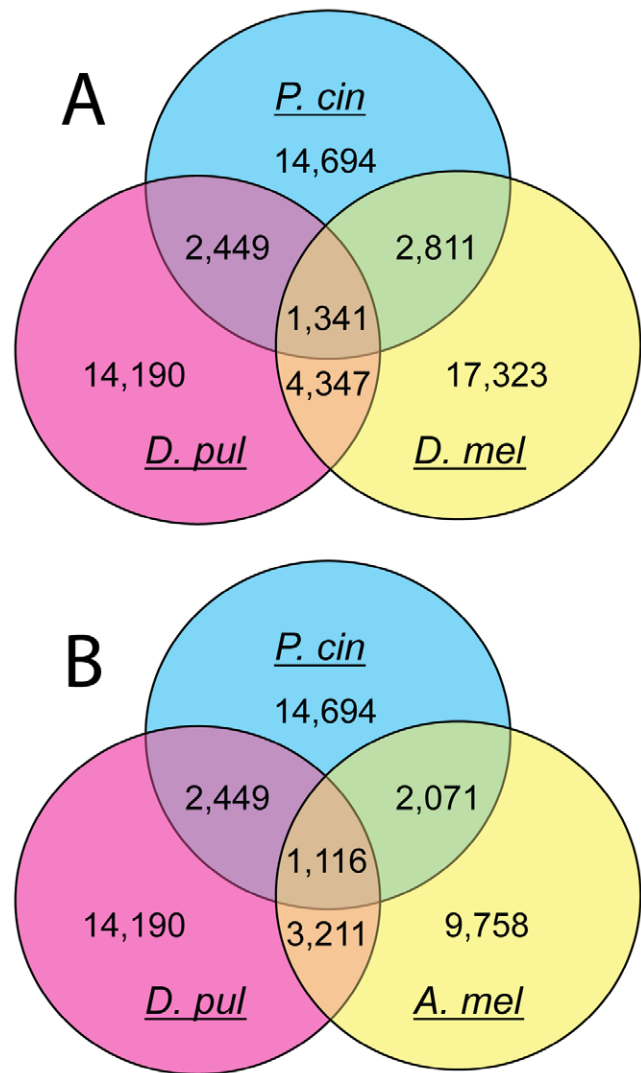 A
P. cin
14,694
2,449
2,811
1,341
14,190
4,347
17,323
D. pul
D. mel
B
P. cin
14,694
2,449
2,071
1,116
14,190
3,211
9,758
D. pul
A. mel